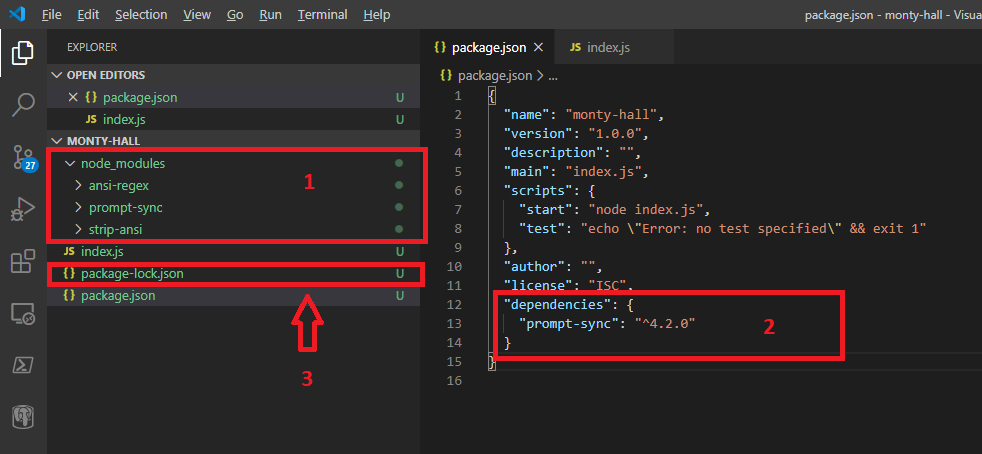 File Edit Selection View Go Run Terminal Help package.json - monty-hall - Visua
EXPLORER
OPEN EDITORS
package.json U
index.js U
MONTY-HALL
node_modules
1
ansi-regex
prompt-sync
strip-ansi
JS index.js U
{} package-lock.json U
{} package.json U
3
27
{} package.json JS index.js
{} package.json > ...
1 {
2 "name": "monty-hall",
3 "version": "1.0.0",
4 "description": "",
5 "main": "index.js",
6 "scripts": {
7 "start": "node index.js",
8 "test": "echo \"Error: no test specified\" && exit 1"
9 },
10 "author": "",
11 "license": "ISC",
12 "dependencies": {
13 "prompt-sync": "^4.2.0"
2
14 }
15 }
16